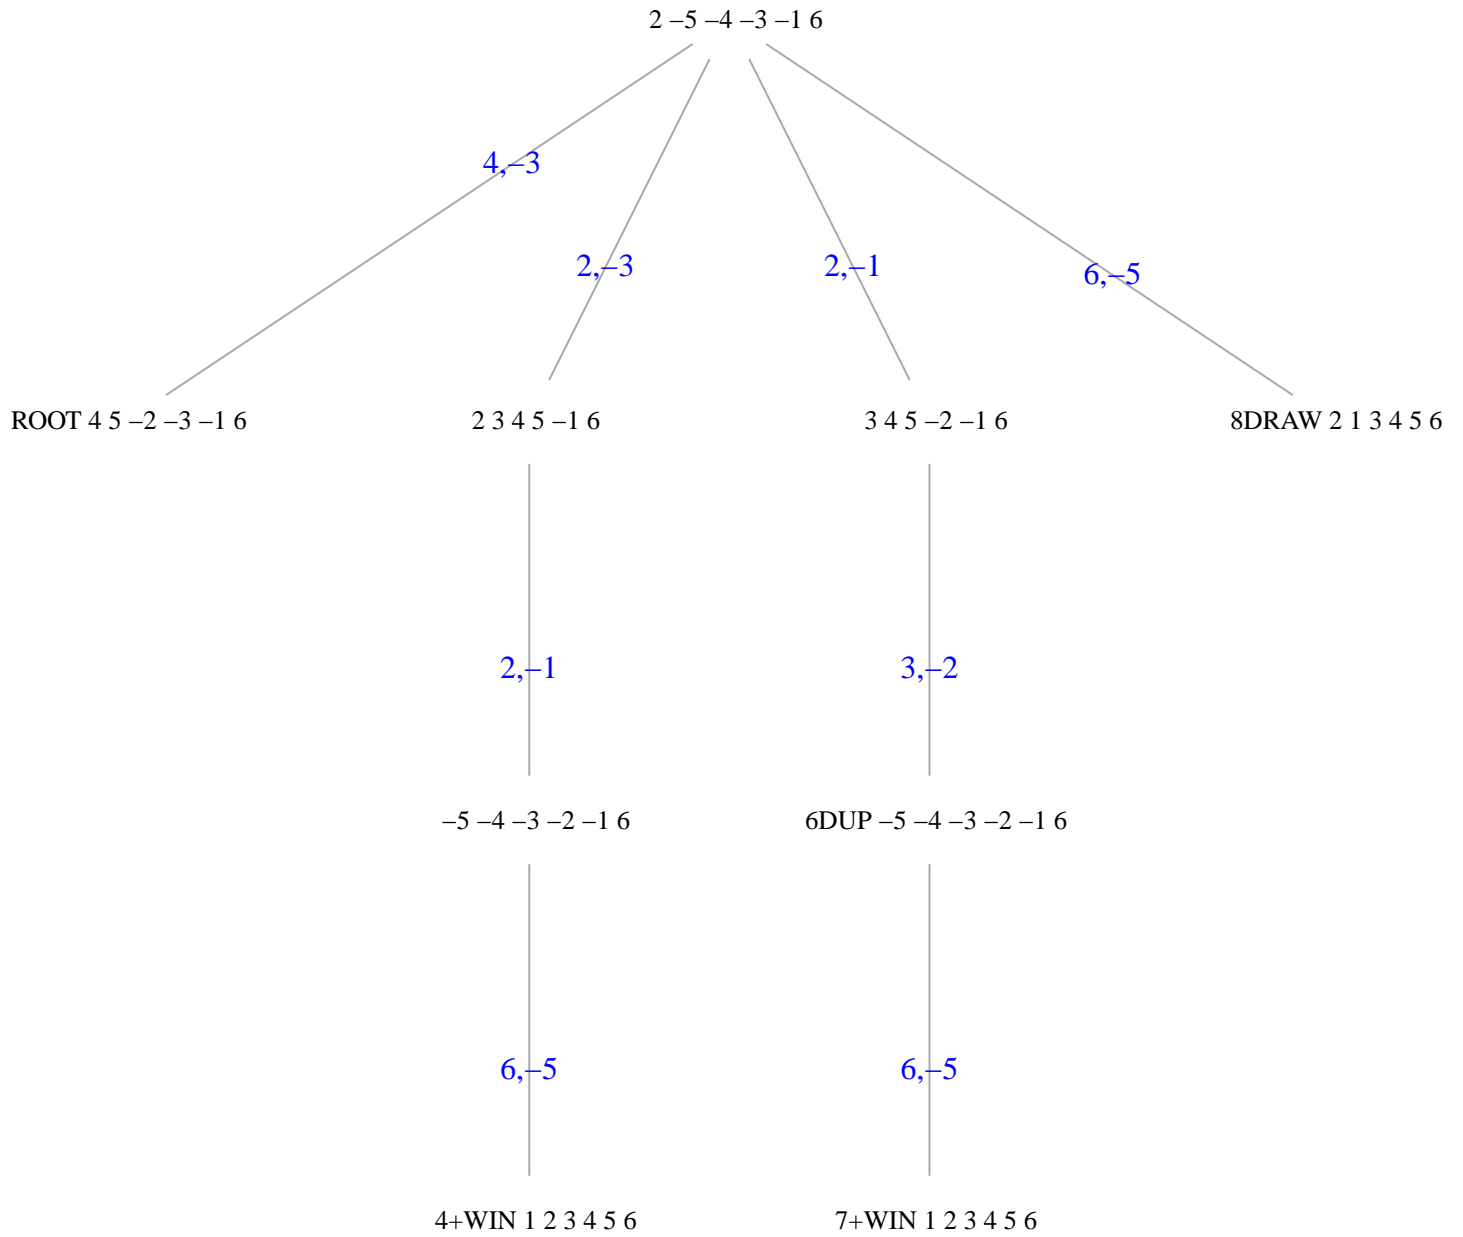 2 –5 –4 –3 –1 6
4,–3
2,–3
2,–1
6,–5
ROOT 4 5 –2 –3 –1 6
2 3 4 5 –1 6
3 4 5 –2 –1 6
8DRAW 2 1 3 4 5 6
2,–1
3,–2
–5 –4 –3 –2 –1 6
6DUP –5 –4 –3 –2 –1 6
6,–5
6,–5
4+WIN 1 2 3 4 5 6
7+WIN 1 2 3 4 5 6